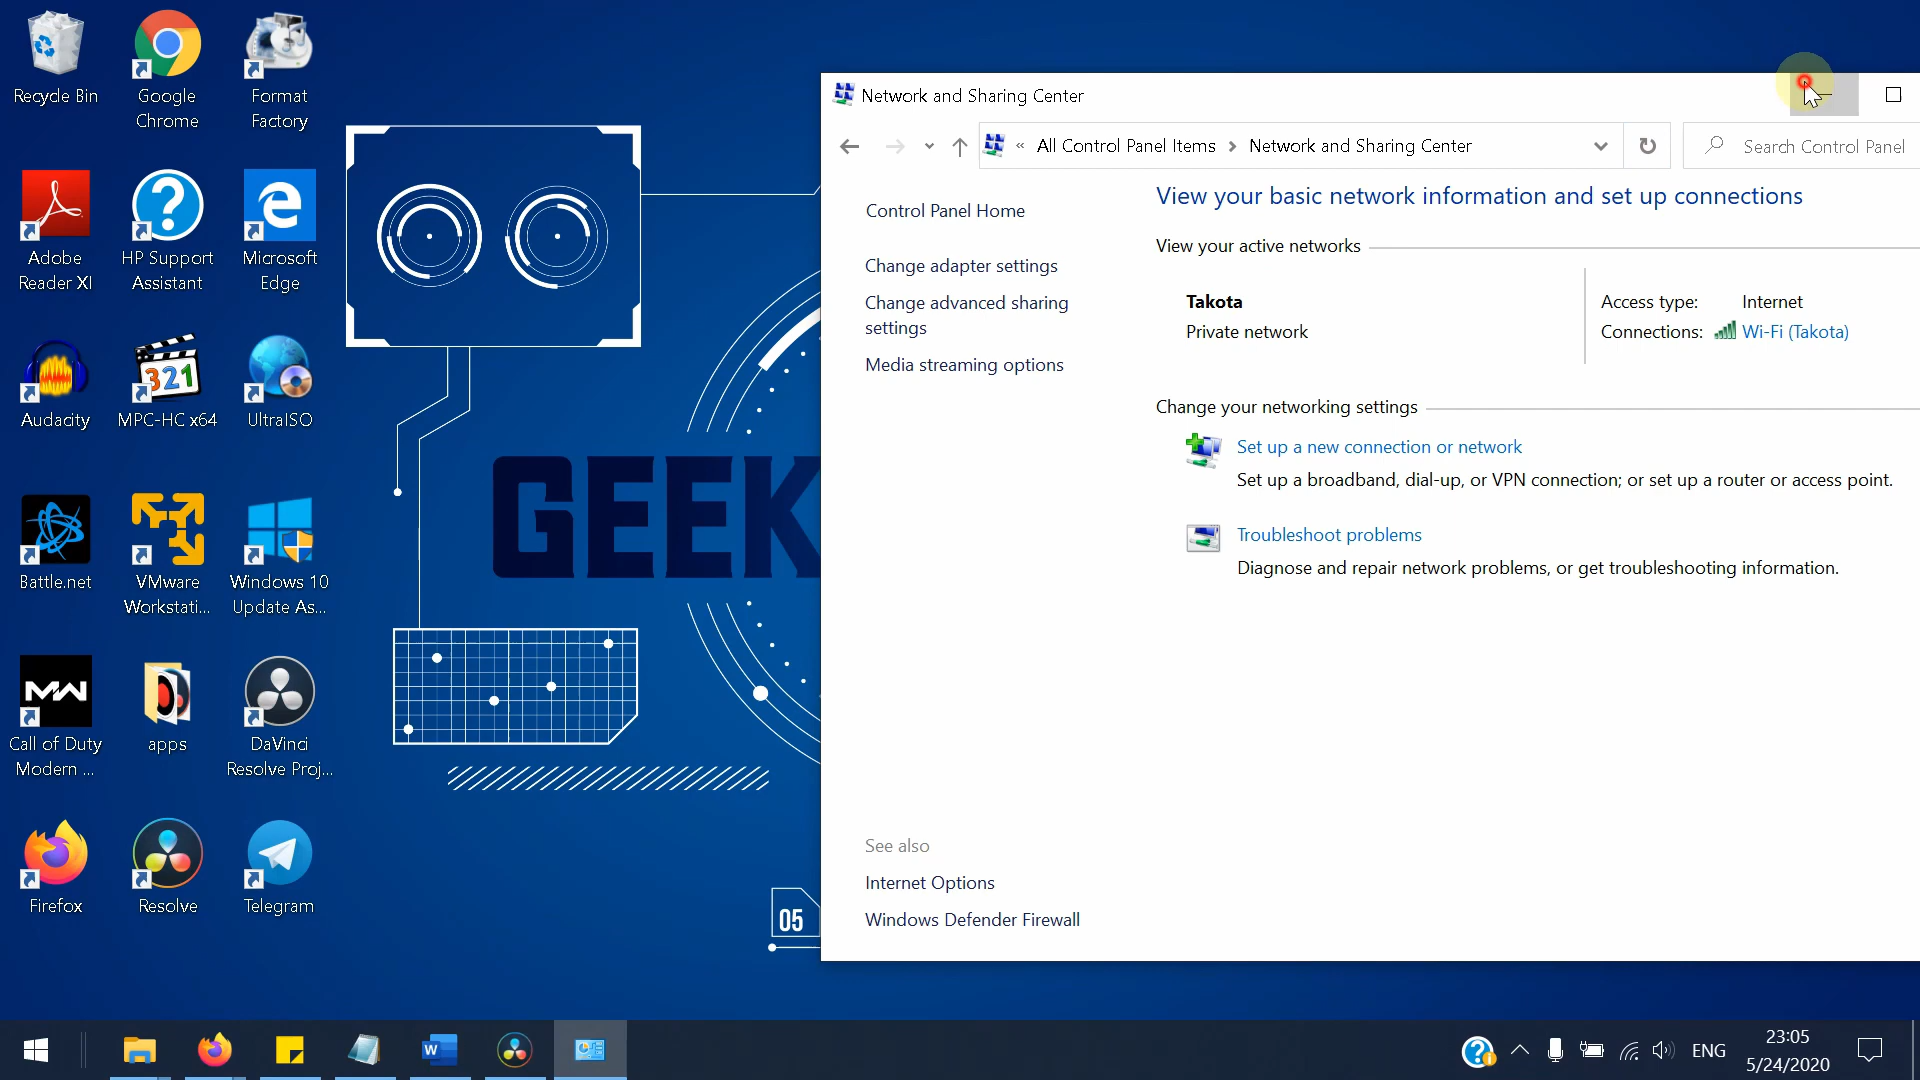 Recycle Bin
Google
Chrome
Format
Factory
Adobe
Reader XI
HP Support
Assistant
Microsoft
Edge
Audacity
321
MPC-HC x64
UltraISO
Battle.net
VMware
Workstati...
Windows 10
Update As...
MW
Call of Duty
Modern ...
apps
DaVinci
Resolve Proj...
Firefox
Resolve
Telegram
GEEK
05
Network and Sharing Center
« All Control Panel Items > Network and Sharing Center
Search Control Panel
Control Panel Home
Change adapter settings
Change advanced sharing
settings
Media streaming options
View your basic network information and set up connections
View your active networks
Takota
Private network
Access type: Internet
Connections: Wi-Fi (Takota)
Change your networking settings
Set up a new connection or network
Set up a broadband, dial-up, or VPN connection; or set up a router or access point.
Troubleshoot problems
Diagnose and repair network problems, or get troubleshooting information.
See also
Internet Options
Windows Defender Firewall
W
ENG
23:05
5/24/2020